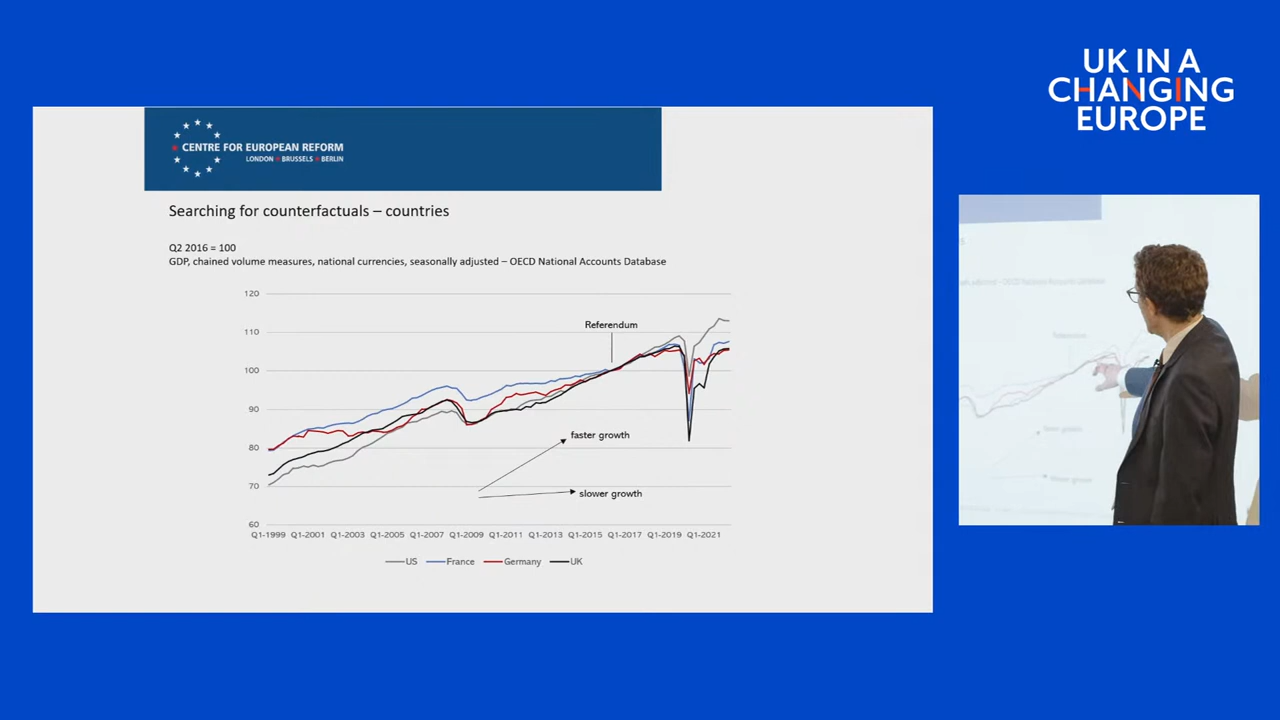 UK IN A
CHANGING
EUROPE
CENTRE FOR EUROPEAN REFORM
LONDON ★ BRUSSELS ★ BERLIN
Searching for counterfactuals – countries
Q2 2016 = 100
GDP, chained volume measures, national currencies, seasonally adjusted – OECD National Accounts Database
120
110
100
90
80
70
60
Referendum
faster growth
slower growth
Q1-1999 Q1-2001 Q1-2003 Q1-2005 Q1-2007 Q1-2009 Q1-2011 Q1-2013 Q1-2015 Q1-2017 Q1-2019 Q1-2021
US France Germany UK